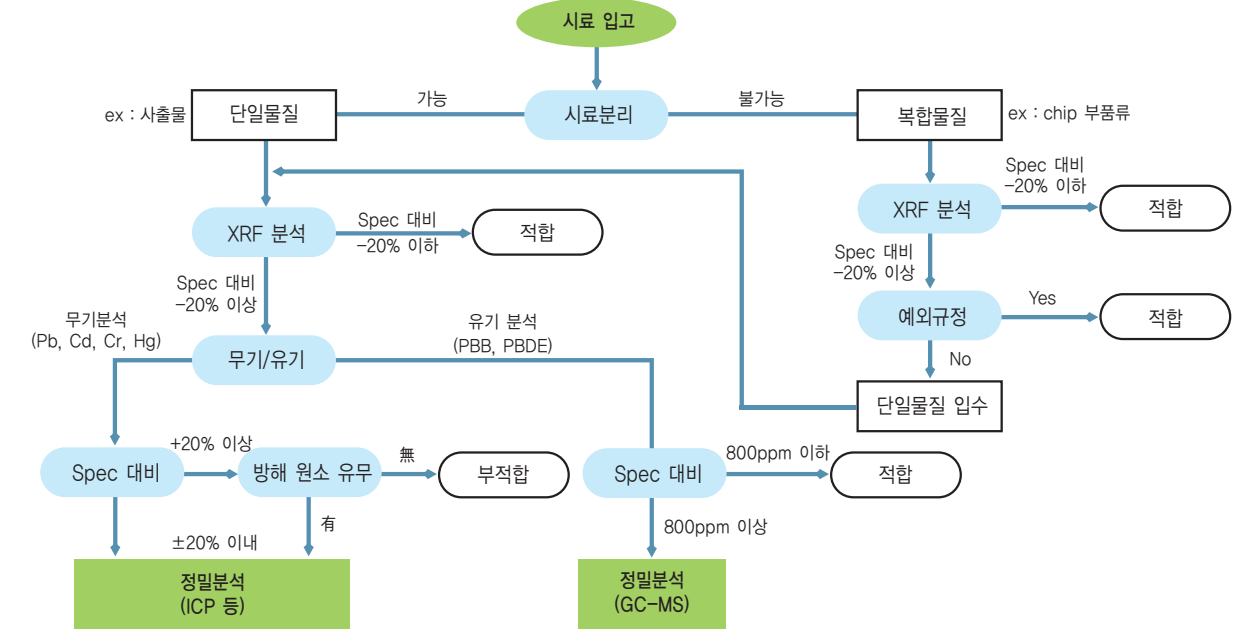 시료 입고
ex : 사출물
단일물질
가능
시료분리
불가능
복합물질
ex : chip 부품류
Spec 대비
-20% 이하
XRF 분석
적합
XRF 분석
Spec 대비
-20% 이하
적합
Spec 대비
-20% 이상
Spec 대비
-20% 이상
예외규정
Yes
적합
무기분석
(Pb, Cd, Cr, Hg)
유기 분석
(PBB, PBDE)
무기/유기
No
단일물질 입수
Spec 대비
+20% 이상
방해 원소 유무
無
부적합
Spec 대비
800ppm 이하
적합
有
±20% 이내
800ppm 이상
정밀분석
(ICP 등)
정밀분석
(GC-MS)